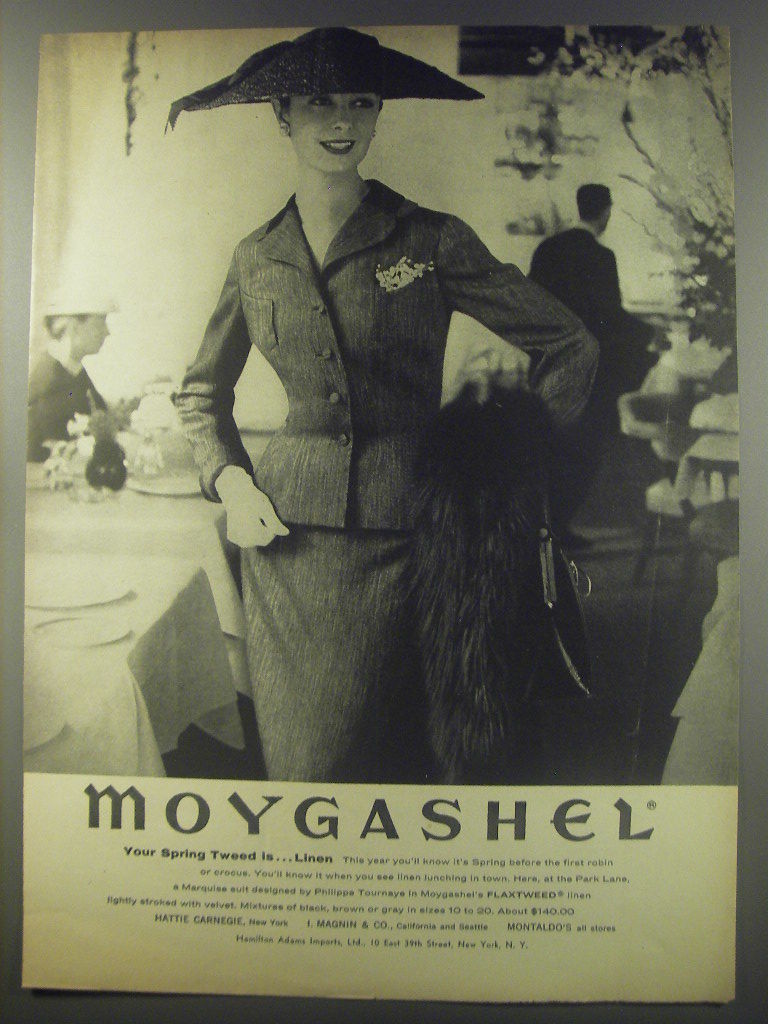 MOYGASHEL®
Your Spring Tweed is...Linen This year you'll know it's Spring before the first robin
or crocus. You'll know it when you see linen lunching in town. Here, at the Park Lane,
a Marquise suit designed by Philippe Tournaye in Moygashel's FLAXTWEED® linen
lightly stroked with velvet. Mixtures of black, brown or gray in sizes 10 to 20. About $140.00
HATTIE CARNEGIE, New York I. MAGNIN & CO., California and Seattle MONTALDO'S all stores
Hamilton Adams Imports, Ltd., 10 East 39th Street, New York, N. Y.